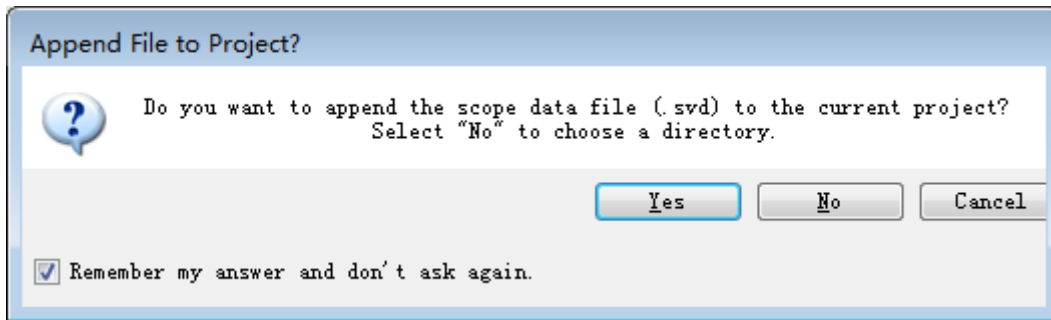 Append File to Project?
Do you want to append the scope data file (.svd) to the current project?
Select "No" to choose a directory.
Yes
No
Cancel
Remember my answer and don't ask again.